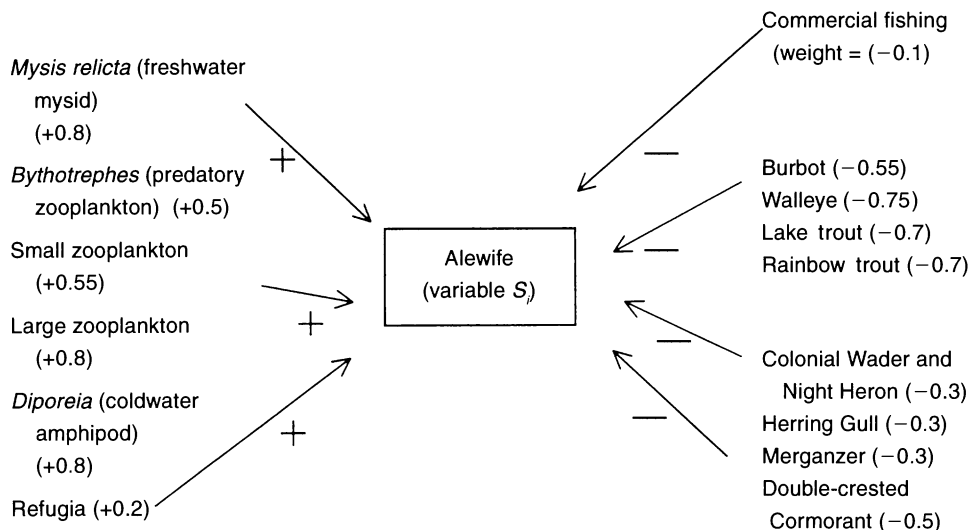 Mysis relicta (freshwater
mysid)
(+0.8)
Bythotrephes (predatory
zooplankton) (+0.5)
Small zooplankton
(+0.55)
Large zooplankton
(+0.8)
Diporeia (coldwater
amphipod)
(+0.8)
Refugia (+0.2)
+
+
+
Alewife
(variable Si)
Commercial fishing
(weight = (−0.1)
−
Burbot (−0.55)
Walleye (−0.75)
Lake trout (−0.7)
Rainbow trout (−0.7)
−
Colonial Wader and
Night Heron (−0.3)
Herring Gull (−0.3)
Merganzer (−0.3)
Double-crested
Cormorant (−0.5)
−
−